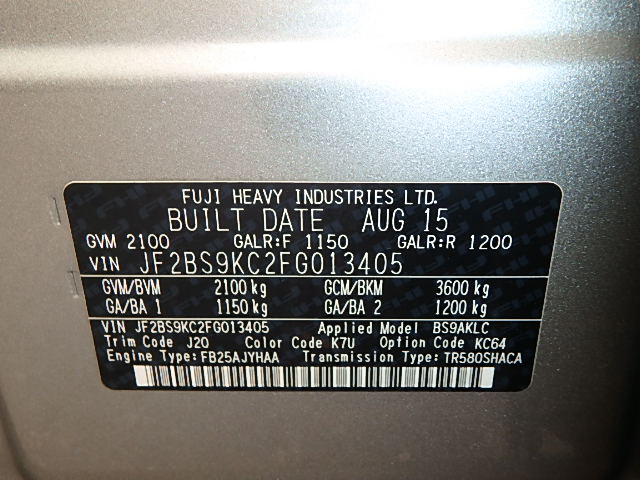 FUJI HEAVY INDUSTRIES LTD.
BUILT DATE AUG 15
GVM 2100 GALR:F 1150 GALR:R 1200
VIN JF2BS9KC2FG013405
GVM/BVM 2100 kg GCM/BKM 3600 kg
GA/BA 1 1150 kg GA/BA 2 1200 kg
VIN JF2BS9KC2FG013405 Applied Model BS9AKLC
Trim Code J20 Color Code K7U Option Code KC64
Engine Type:FB25AJYHAA Transmission Type:TR580SHACA